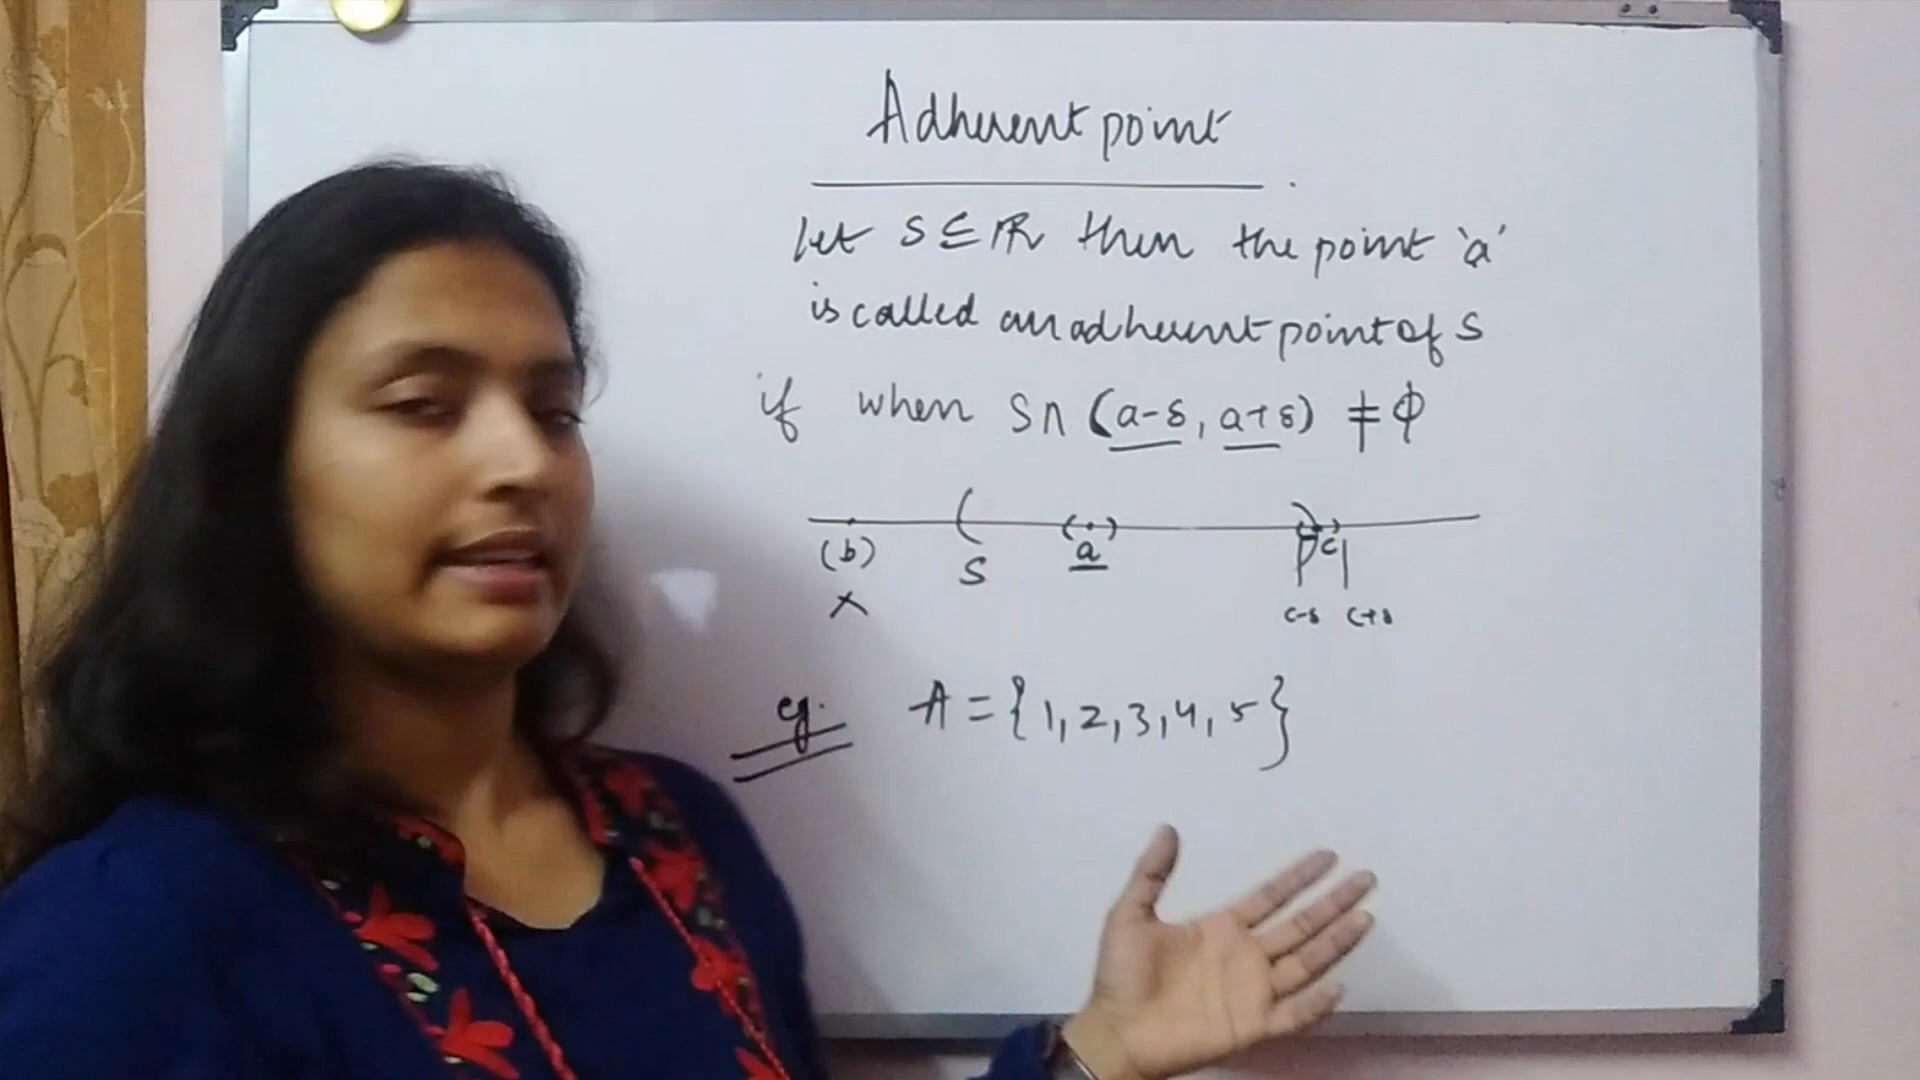 Adherent point
Let S ⊆ ℝ then the point 'a'
is called an adherent point of S
if when S ∩ (a-δ, a+δ) ≠ ϕ
( ( . ) )
(b) S a c
x c-δ c+δ
eg. A = {1, 2, 3, 4, 5}